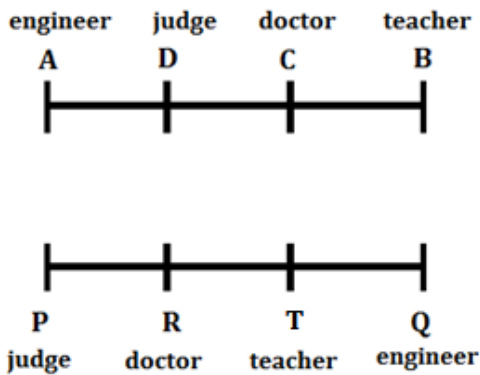 engineer judge doctor teacher
A D C B
P R T Q
judge doctor teacher engineer